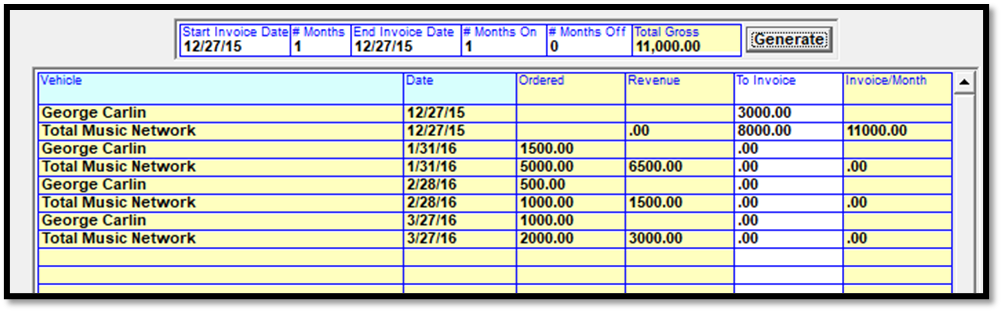 Start Invoice Date # Months End Invoice Date # Months On # Months Off Total Gross
12/27/15 1 12/27/15 1 0 11,000.00 Generate
Vehicle Date Ordered Revenue To Invoice Invoice/Month
George Carlin 12/27/15 3000.00
Total Music Network 12/27/15 .00 8000.00 11000.00
George Carlin 1/31/16 1500.00 .00
Total Music Network 1/31/16 5000.00 6500.00 .00 .00
George Carlin 2/28/16 500.00 .00
Total Music Network 2/28/16 1000.00 1500.00 .00 .00
George Carlin 3/27/16 1000.00 .00
Total Music Network 3/27/16 2000.00 3000.00 .00 .00